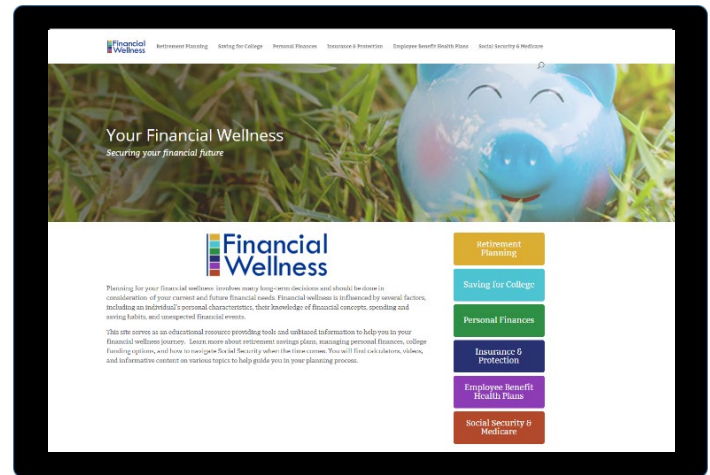 Financial
Wellness
Retirement Planning Saving for College Personal Finances Insurance & Protection Employee Benefit Health Plans Social Security & Medicare
Your Financial Wellness
Securing your financial future
Financial
Wellness
Planning for your financial wellness involves many long-term decisions and should be done in
consideration of your current and future financial needs. Financial wellness is influenced by several factors,
including an individual's personal characteristics, their knowledge of financial concepts, spending and
saving habits, and unexpected financial events.
This site serves as an educational resource providing tools and unbiased information to help you in your
financial wellness journey. Learn more about retirement savings plans, managing personal finances, college
funding options, and how to navigate Social Security when the time comes. You will find calculators, videos,
and informative content on various topics to help guide you in your planning process.
Retirement
Planning
Saving for College
Personal Finances
Insurance &
Protection
Employee Benefit
Health Plans
Social Security &
Medicare